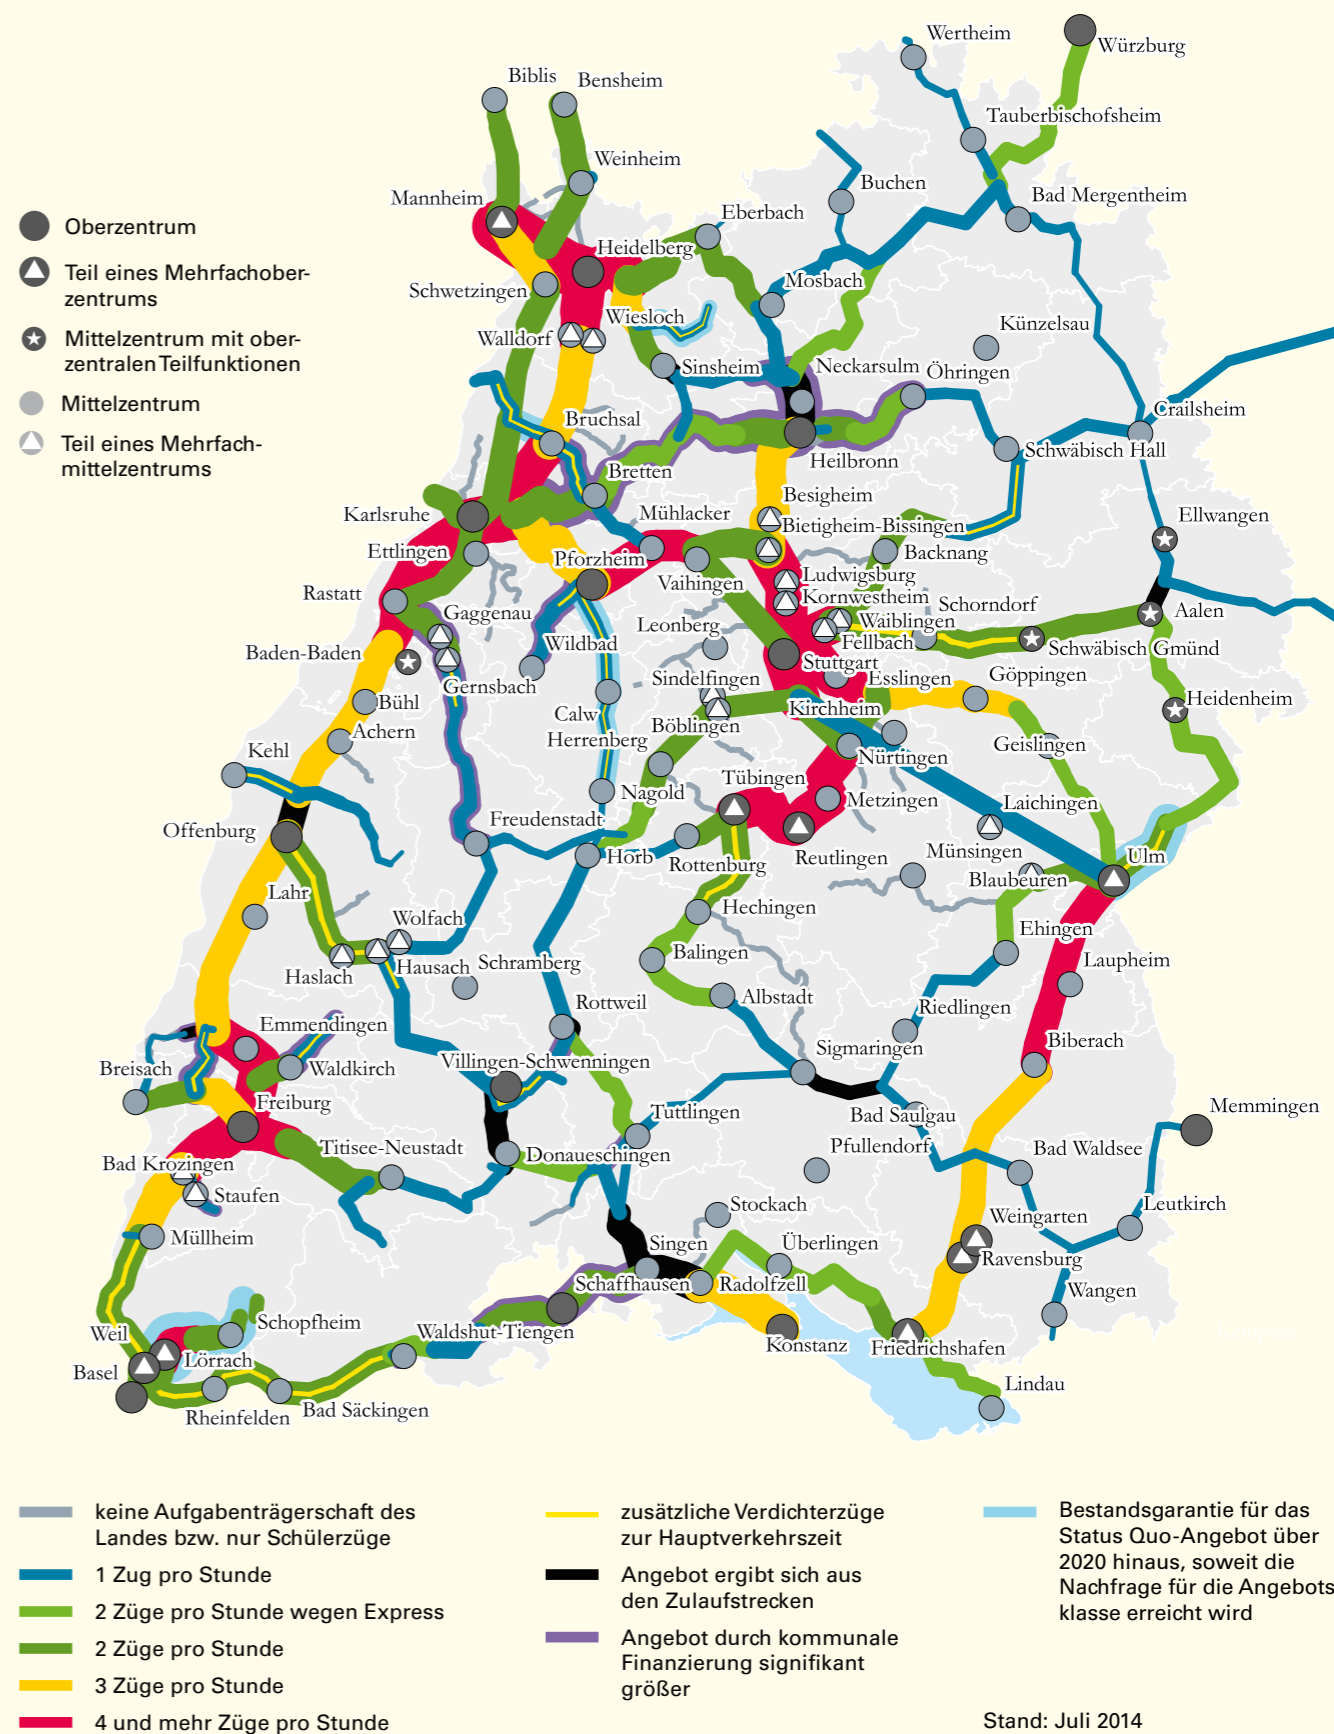 Wertheim
Würzburg
Biblis
Bensheim
Tauberbischofsheim
Weinheim
Buchen
Bad Mergentheim
Mannheim
Eberbach
Oberzentrum
Heidelberg
Teil eines Mehrfachober-
zentrums
Mosbach
Schwetzingen
Wiesloch
Künzelsau
Mittelzentrum mit ober-
zentralen Teilfunktionen
Walldorf
Sinsheim
Neckarsulm
Öhringen
Mittelzentrum
Crailsheim
Bruchsal
Teil eines Mehrfach-
mittelzentrums
Schwäbisch Hall
Heilbronn
Bretten
Besigheim
Karlsruhe
Mühlacker
Ellwangen
Bietigheim-Bissingen
Ettlingen
Pforzheim
Backnang
Vaihingen
Ludwigsburg
Rastatt
Kornwestheim
Schorndorf
Gaggenau
Aalen
Leonberg
Waiblingen
Wildbad
Fellbach
Schwäbisch Gmünd
Baden-Baden
Stuttgart
Gernsbach
Sindelfingen
Esslingen
Göppingen
Heidenheim
Bühl
Calw
Kirchheim
Böblingen
Achern
Herrenberg
Geislingen
Kehl
Nürtingen
Tübingen
Nagold
Metzingen
Laichingen
Freudenstadt
Offenburg
Horb
Münsingen
Ulm
Rottenburg
Reutlingen
Blaubeuren
Lahr
Hechingen
Wolfach
Ehingen
Balingen
Haslach
Hausach
Schramberg
Laupheim
Albstadt
Rottweil
Riedlingen
Emmendingen
Sigmaringen
Biberach
Breisach
Waldkirch
Villingen-Schwenningen
Freiburg
Tuttlingen
Bad Saulgau
Memmingen
Titisee-Neustadt
Pfullendorf
Bad Waldsee
Bad Krozingen
Donaueschingen
Staufen
Stockach
Leutkirch
Weingarten
Müllheim
Singen
Überlingen
Ravensburg
Schaffhausen
Radolfzell
Wangen
Schopfheim
Weil
Waldshut-Tiengen
Konstanz
Friedrichshafen
Lörrach
Basel
Lindau
Rheinfelden
Bad Säckingen
keine Aufgabenträgerschaft des
Landes bzw. nur Schülerzüge
1 Zug pro Stunde
2 Züge pro Stunde wegen Express
2 Züge pro Stunde
3 Züge pro Stunde
4 und mehr Züge pro Stunde
zusätzliche Verdichterzüge
zur Hauptverkehrszeit
Angebot ergibt sich aus
den Zulaufstrecken
Angebot durch kommunale
Finanzierung signifikant
größer
Bestandsgarantie für das
Status Quo-Angebot über
2020 hinaus, soweit die
Nachfrage für die Angebots
klasse erreicht wird
Stand: Juli 2014